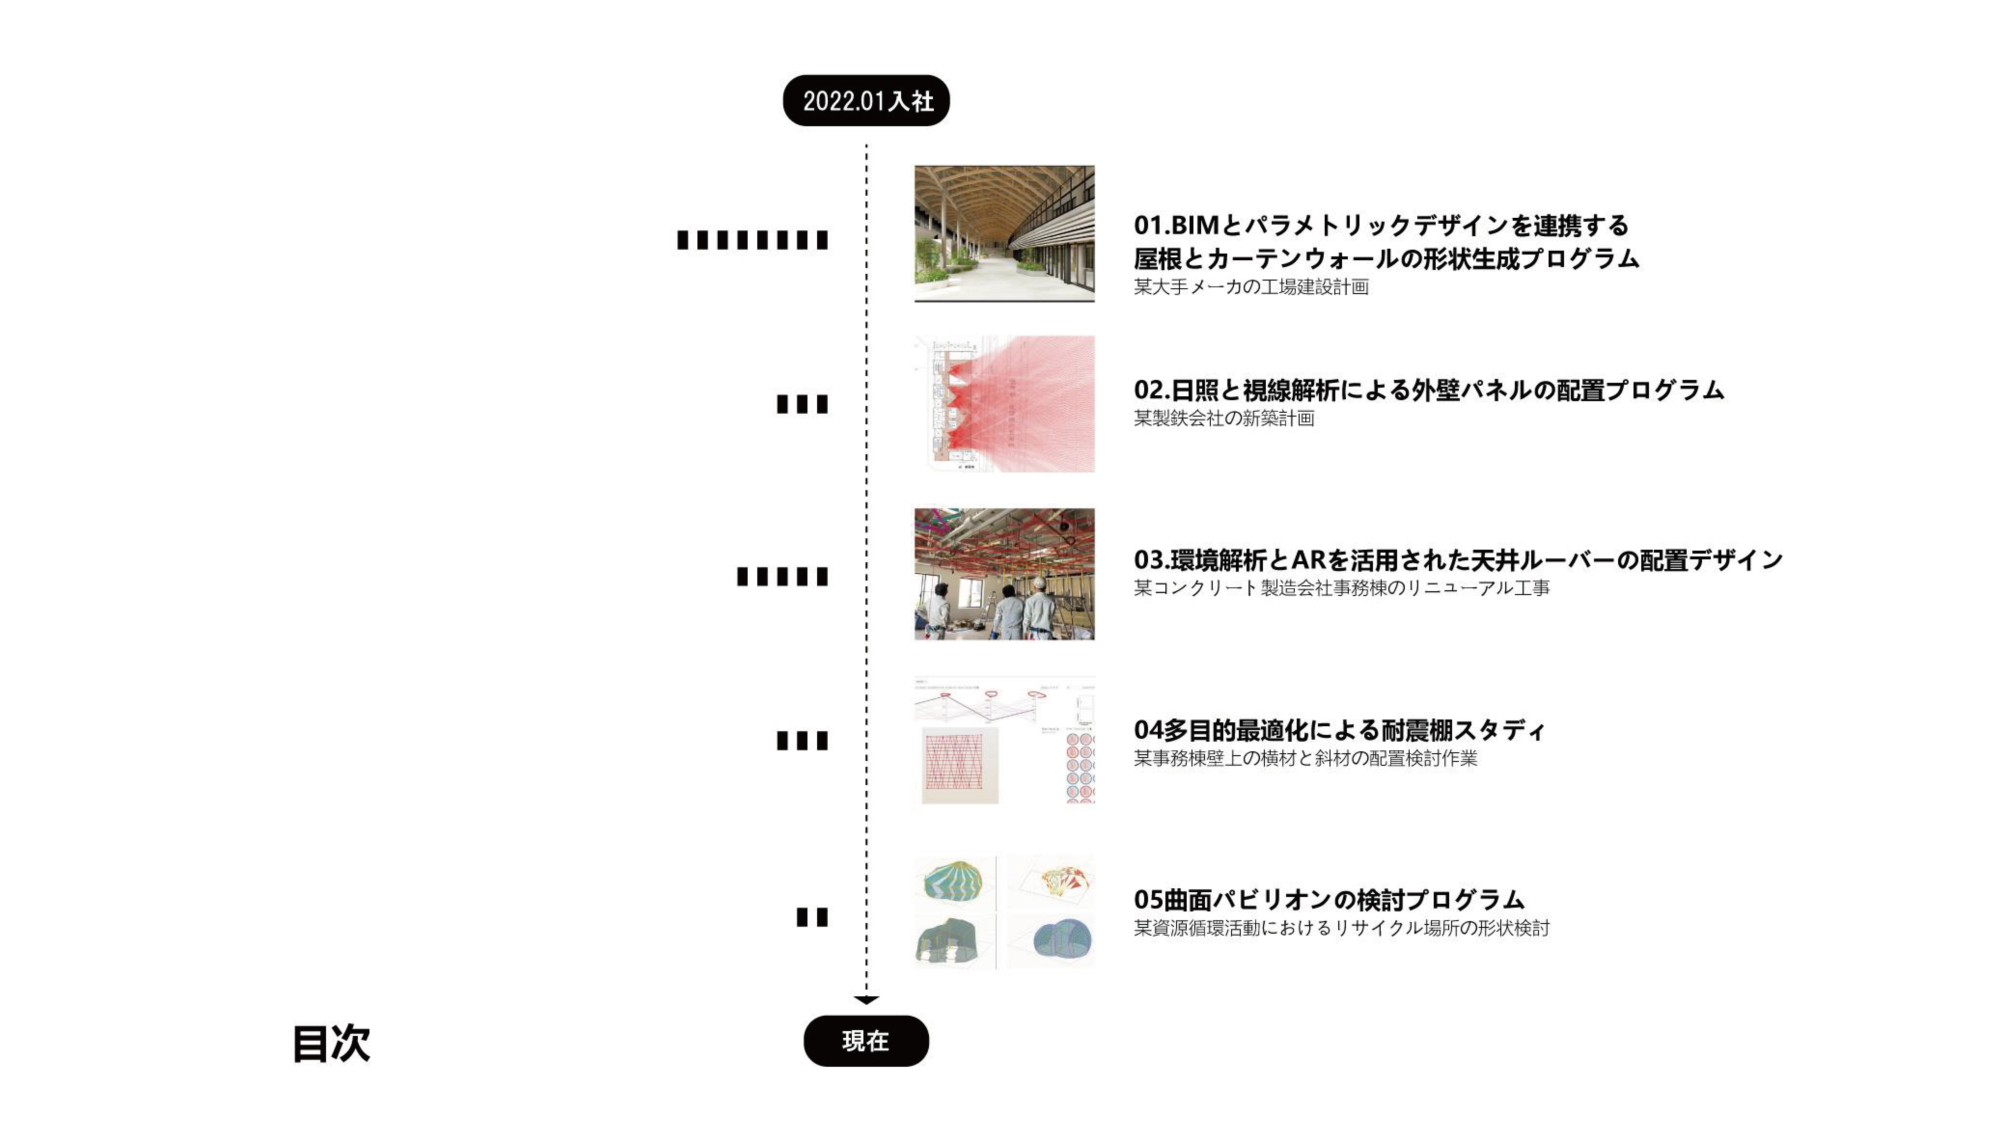 2022.01入社
01.BIMとパラメトリックデザインを連携する
屋根とカーテンウォールの形状生成プログラム
某大手メーカの工場建設計画
02.日照と視線解析による外壁パネルの配置プログラム
某製鉄会社の新築計画
03.環境解析とARを活用された天井ルーバーの配置デザイン
某コンクリート製造会社事務棟のリニューアル工事
04多目的最適化による耐震棚スタディ
某事務棟壁上の横材と斜材の配置検討作業
05曲面パビリオンの検討プログラム
某資源循環活動におけるリサイクル場所の形状検討
現在
目次